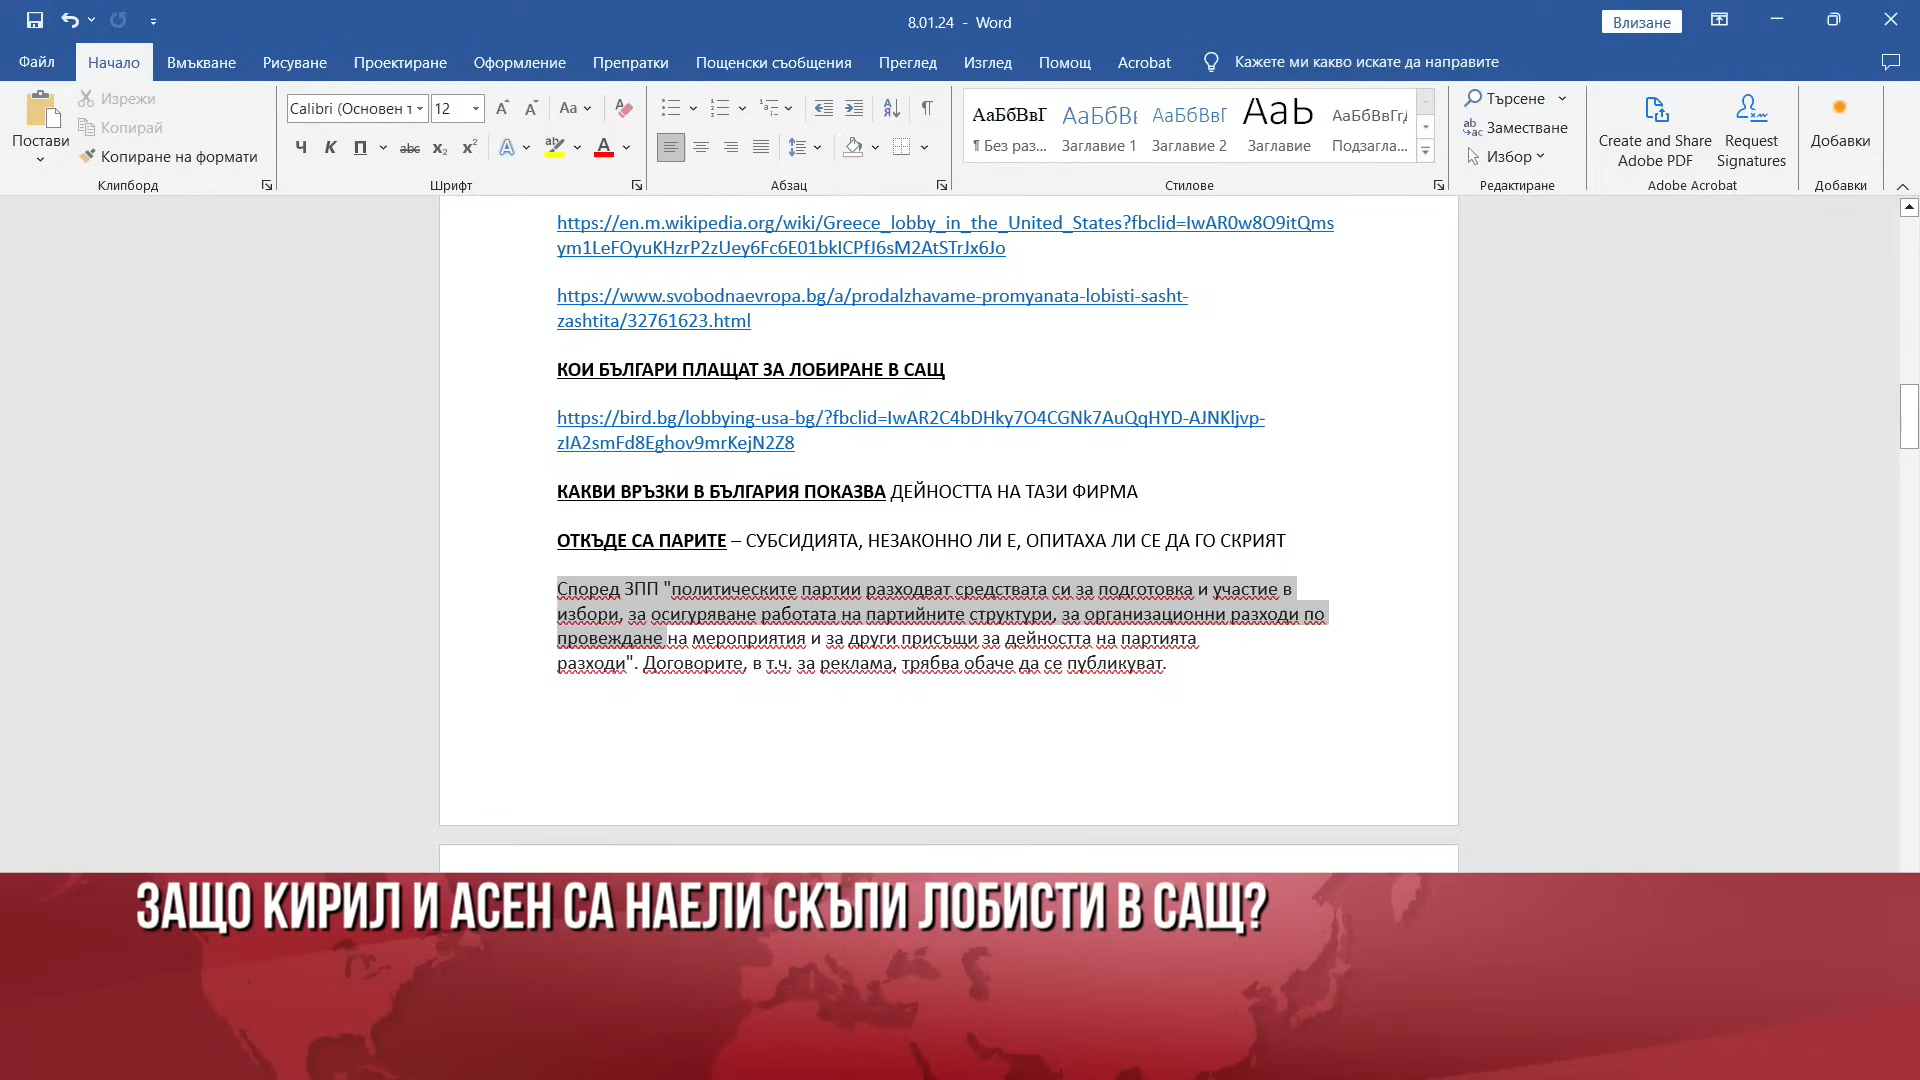 8.01.24 - Word
Влизане
Файл Начало Вмъкване Рисуване Проектиране Оформление Препратки Пощенски съобщения Преглед Изглед Помощ Acrobat Кажете ми какво искате да направите
Постави
Изрежи
Копирай
Копиране на формати
Клипборд
Calibri (Основен т 12
Шрифт
Абзац
АаБбВвГ АаБбВв АаБбВвГ АаБ АаБбВвГг
¶ Без раз... Заглавие 1 Заглавие 2 Заглавие Подзагла...
Стилове
Търсене
Заместване
Избор
Редактиране
Create and Share Adobe PDF
Request Signatures
Adobe Acrobat
Добавки
Добавки
https://en.m.wikipedia.org/wiki/Greece_lobby_in_the_United_States?fbclid=IwAR0w8O9itQms
ym1LeFOyuKHzrP2zUey6Fc6E01bkICPfJ6sM2AtSTrJx6Jo
https://www.svobodnaevropa.bg/a/prodalzhavame-promyanata-lobisti-sasht-
zashtita/32761623.html
КОИ БЪЛГАРИ ПЛАЩАТ ЗА ЛОБИРАНЕ В САЩ
https://bird.bg/lobbying-usa-bg/?fbclid=IwAR2C4bDHky7O4CGNk7AuQqHYD-AJNKljvp-
zIA2smFd8Eghov9mrKejN2Z8
КАКВИ ВРЪЗКИ В БЪЛГАРИЯ ПОКАЗВА ДЕЙНОСТТА НА ТАЗИ ФИРМА
ОТКЪДЕ СА ПАРИТЕ – СУБСИДИЯТА, НЕЗАКОННО ЛИ Е, ОПИТАХА ЛИ СЕ ДА ГО СКРИЯТ
Според ЗПП "политическите партии разходват средствата си за подготовка и участие в
избори, за осигуряване работата на партийните структури, за организационни разходи по
провеждане на мероприятия и за други присъщи за дейността на партията
разходи". Договорите, в т.ч. за реклама, трябва обаче да се публикуват.
ЗАЩО КИРИЛ И АСЕН СА НАЕЛИ СКЪПИ ЛОБИСТИ В САЩ?